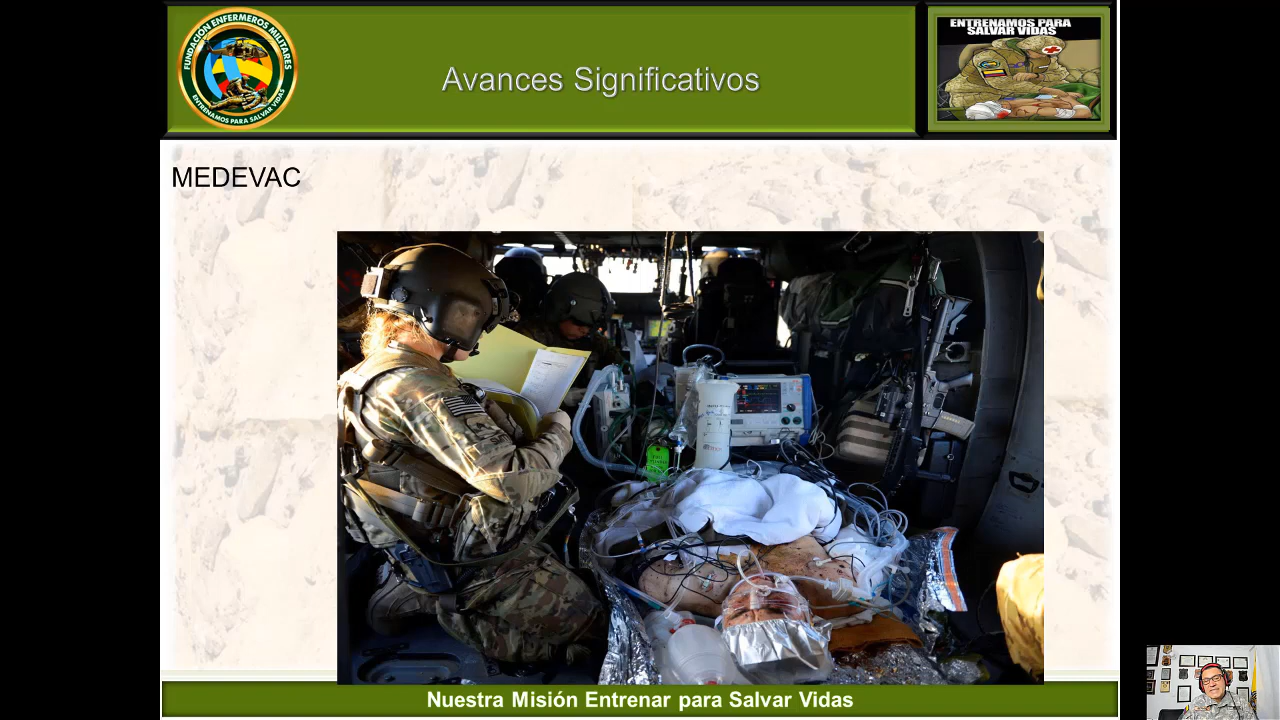 FUNDACIÓN ENFERMEROS MILITARES
ENTRENAMOS PARA SALVAR VIDAS
Avances Significativos
ENTRENAMOS PARA
SALVAR VIDAS
MEDEVAC
Nuestra Misión Entrenar para Salvar Vidas